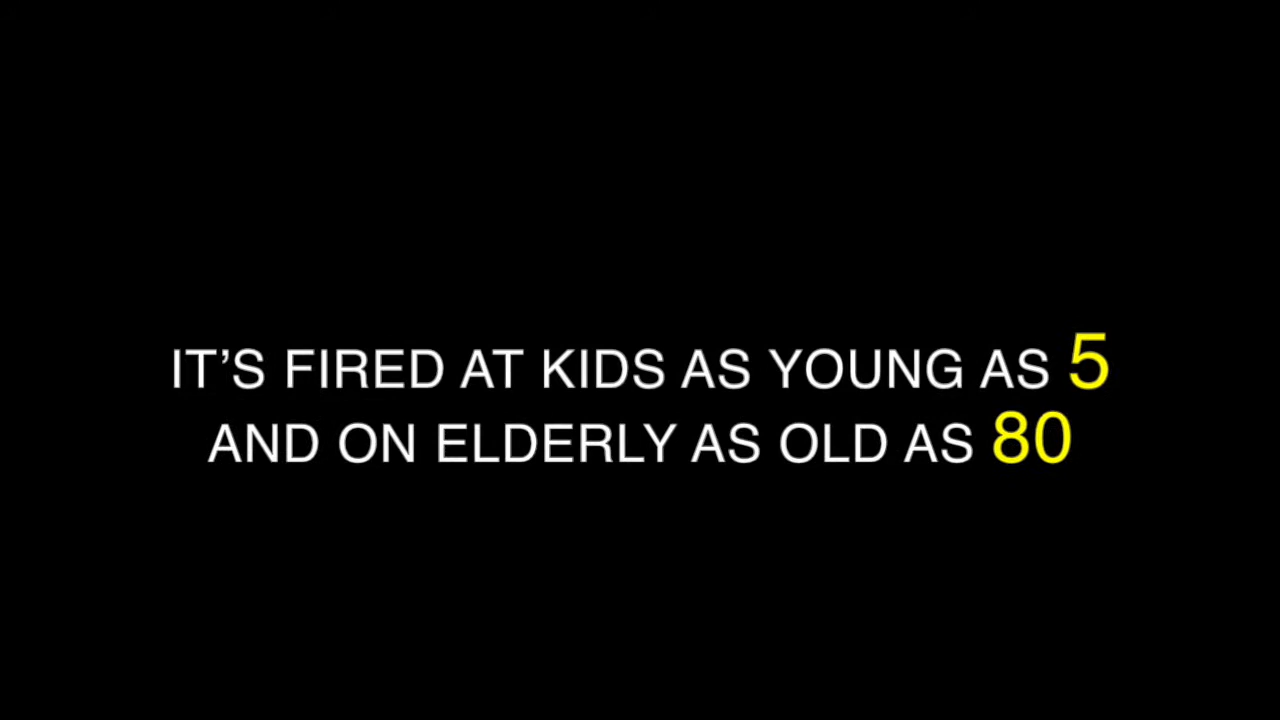 IT’S FIRED AT KIDS AS YOUNG AS 5
AND ON ELDERLY AS OLD AS 80